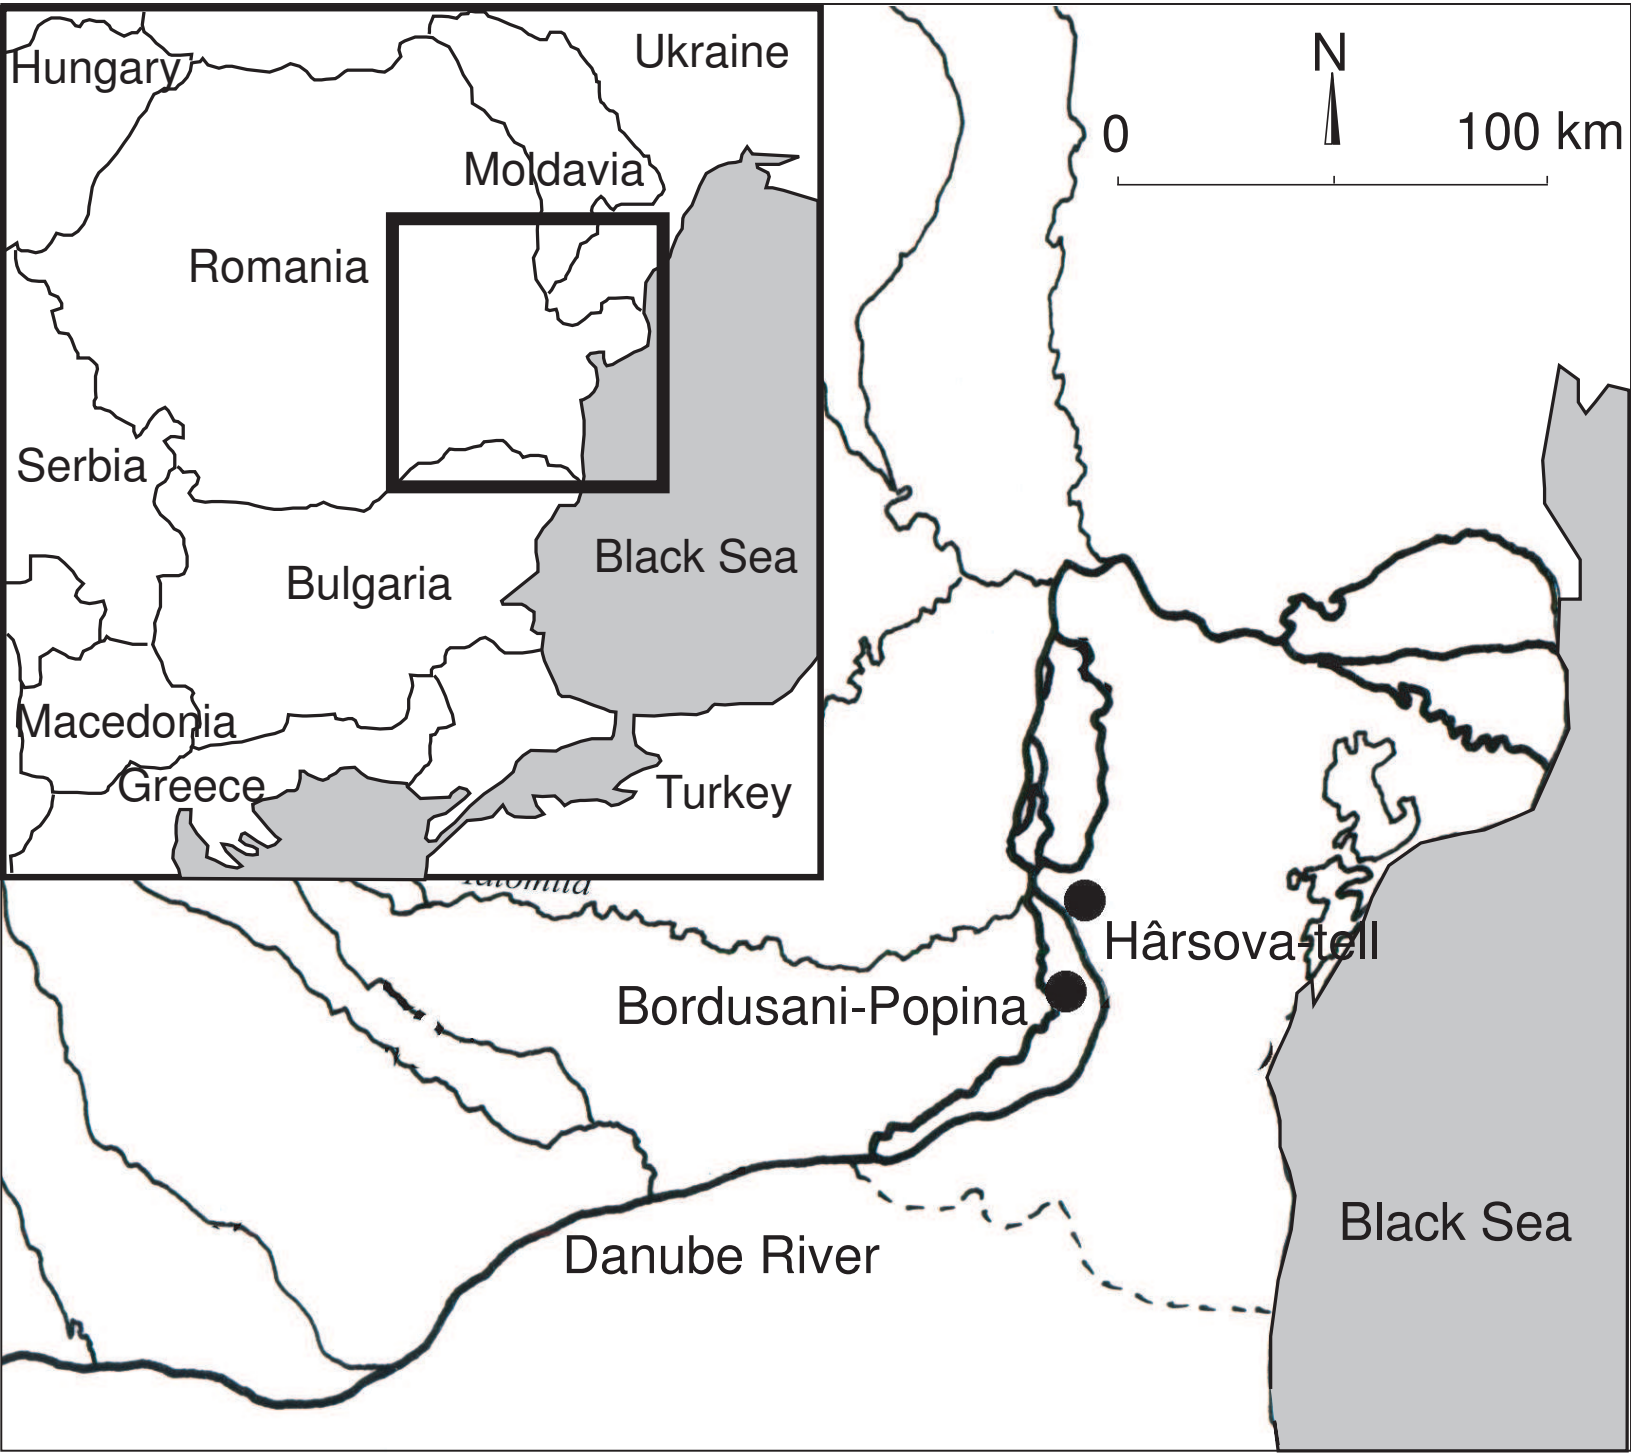 Hungary
Ukraine
N
0
100 km
Moldavia
Romania
Serbia
Black Sea
Bulgaria
Macedonia
Greece
Turkey
Hârsova-tell
Bordusani-Popina
Black Sea
Danube River